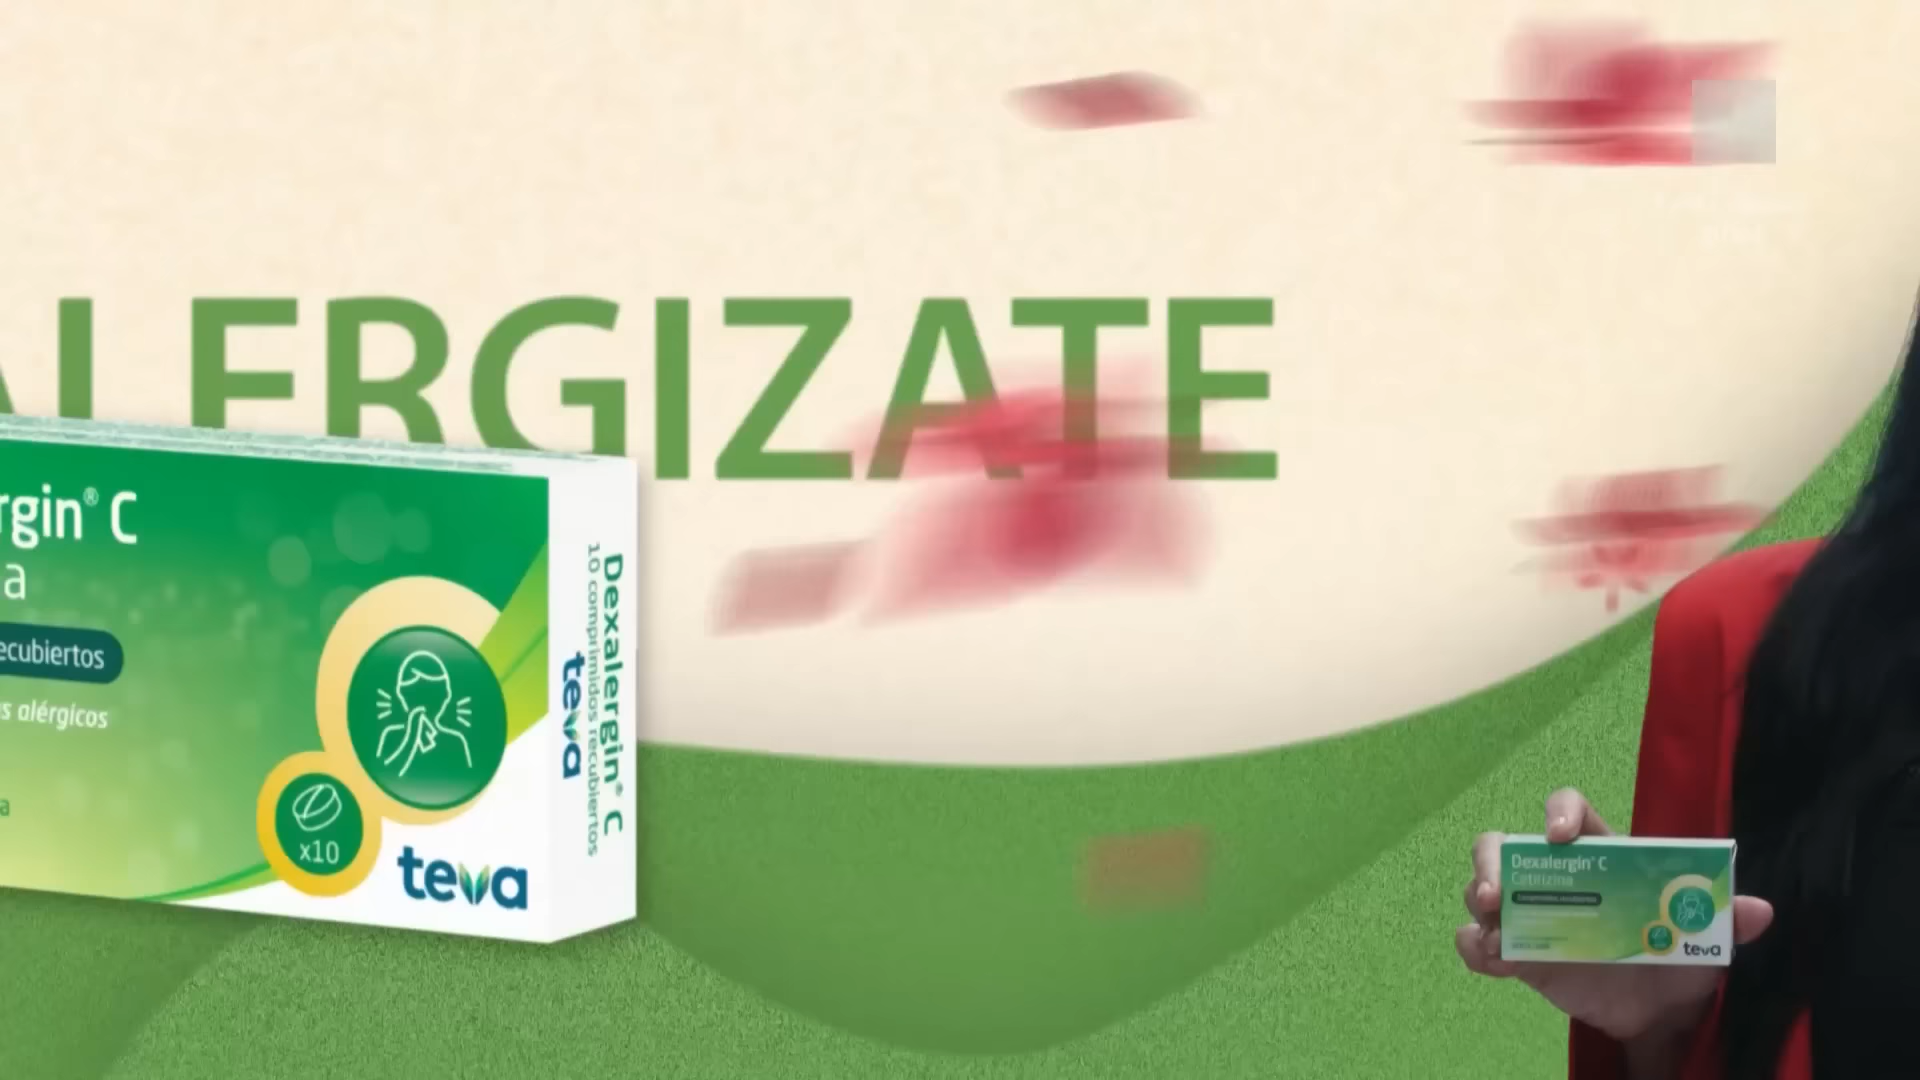 ALERGIZATE
rgin® C
a
ecubiertos
s alérgicos
a
x10
teva
Dexalergin® C
10 comprimidos recubiertos
teva
Dexalergin® C
Cetirizina
teva